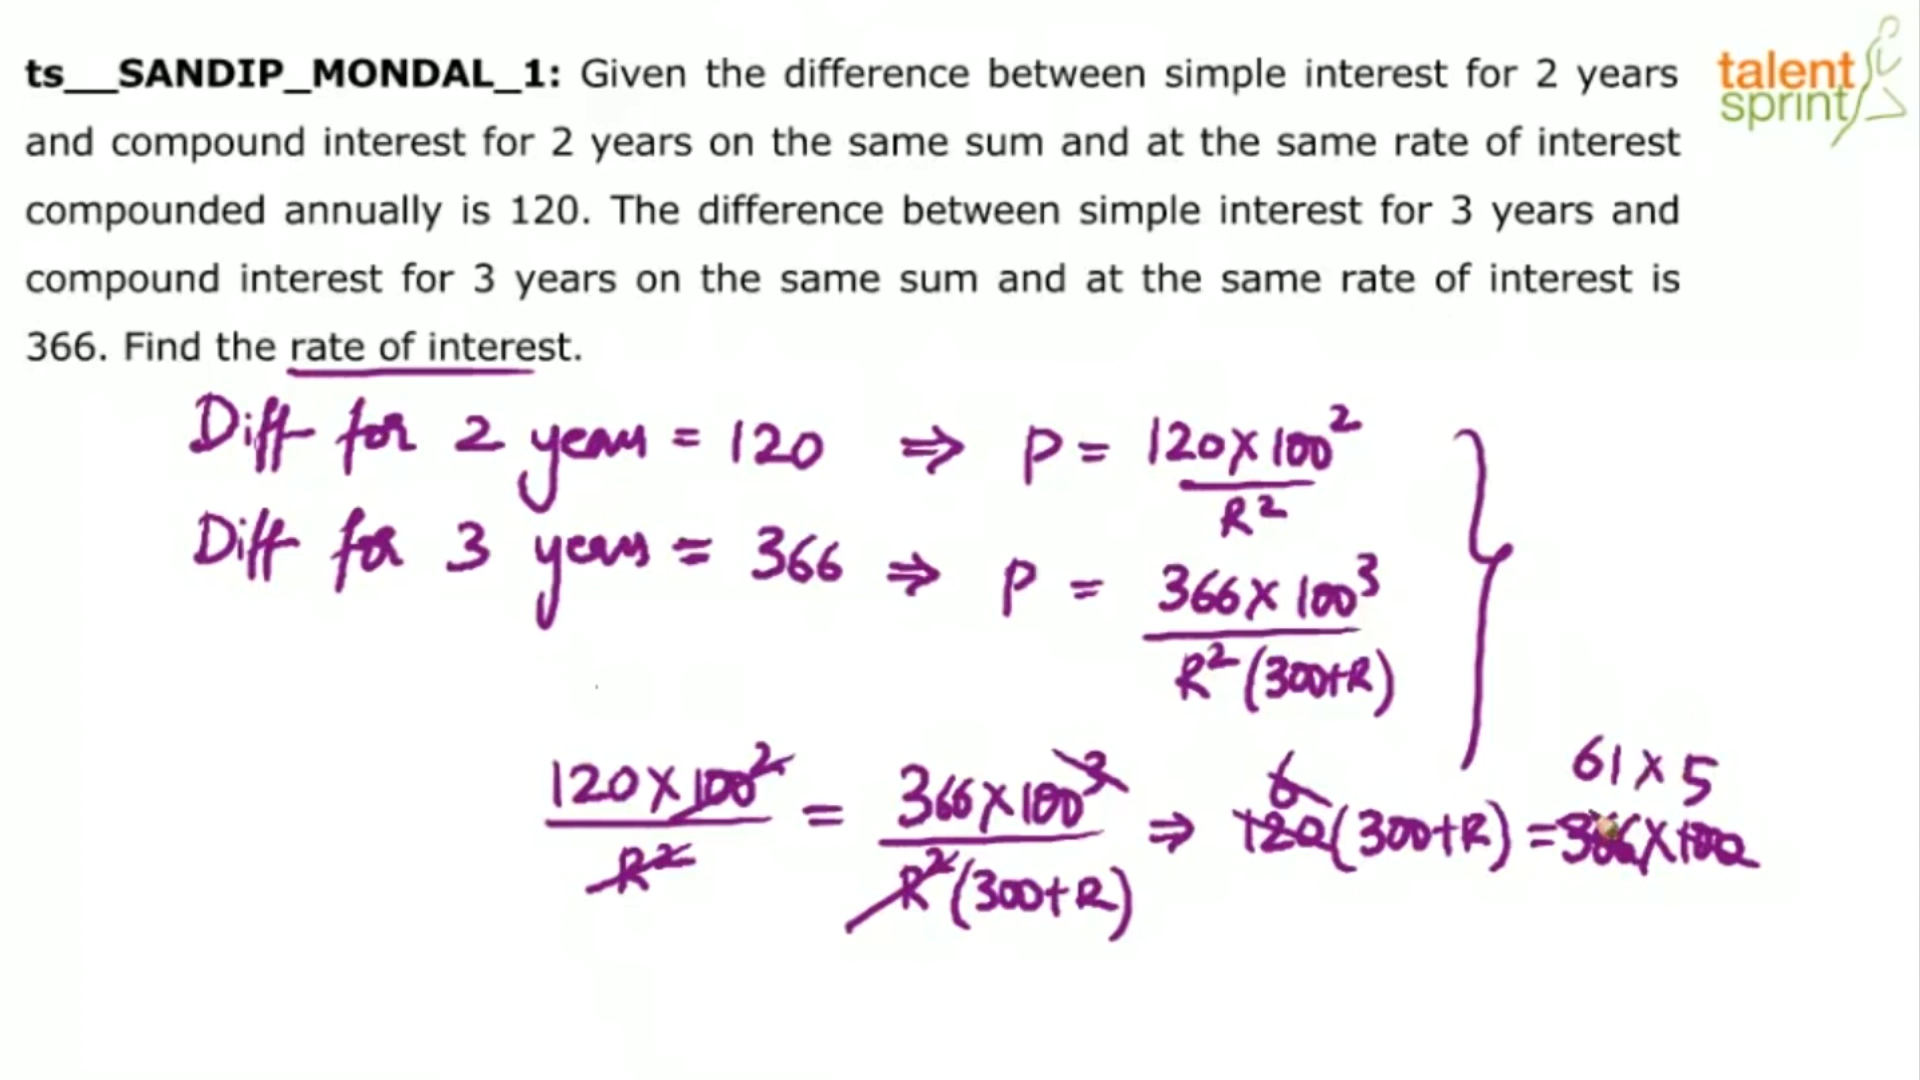 ts__SANDIP_MONDAL_1: Given the difference between simple interest for 2 years
and compound interest for 2 years on the same sum and at the same rate of interest
compounded annually is 120. The difference between simple interest for 3 years and
compound interest for 3 years on the same sum and at the same rate of interest is
366. Find the rate of interest.
talent
sprint
Diff for 2 years = 120 ⇒ P = 120×100²
R²
Diff for 3 years = 366 ⇒ P = 366×100³
R²(300+R)
61×5
6
120×100² = 366×100³ ⇒ 120(300+R) = 366×100
R² R²(300+R)